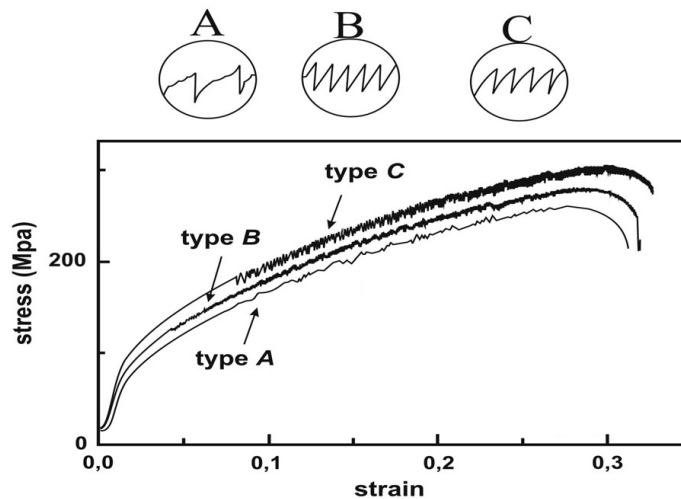 A
B
C
type C
type B
type A
stress (Mpa)
200
0
0,0
0,1
0,2
0,3
strain